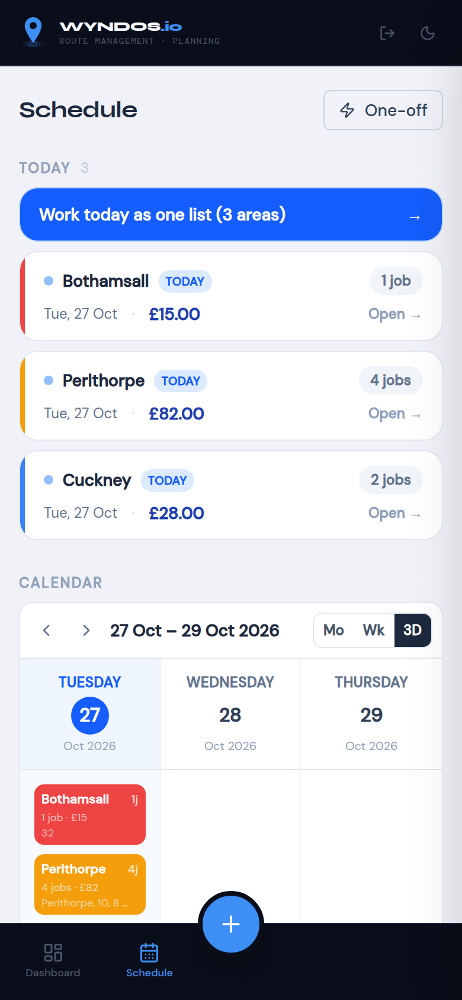 WYNDOS.io
ROUTE MANAGEMENT · PLANNING
Schedule
One-off
TODAY 3
Work today as one list (3 areas) →
Bothamsall TODAY 1 job
Tue, 27 Oct · £15.00 Open →
Perlthorpe TODAY 4 jobs
Tue, 27 Oct · £82.00 Open →
Cuckney TODAY 2 jobs
Tue, 27 Oct · £28.00 Open →
CALENDAR
27 Oct – 29 Oct 2026 Mo Wk 3D
TUESDAY WEDNESDAY THURSDAY
27 28 29
Oct 2026 Oct 2026 Oct 2026
Bothamsall 1j
1 job · £15
32
Perlthorpe 4j
4 jobs · £82
Perlthorpe, 10, 8 ...
Dashboard Schedule